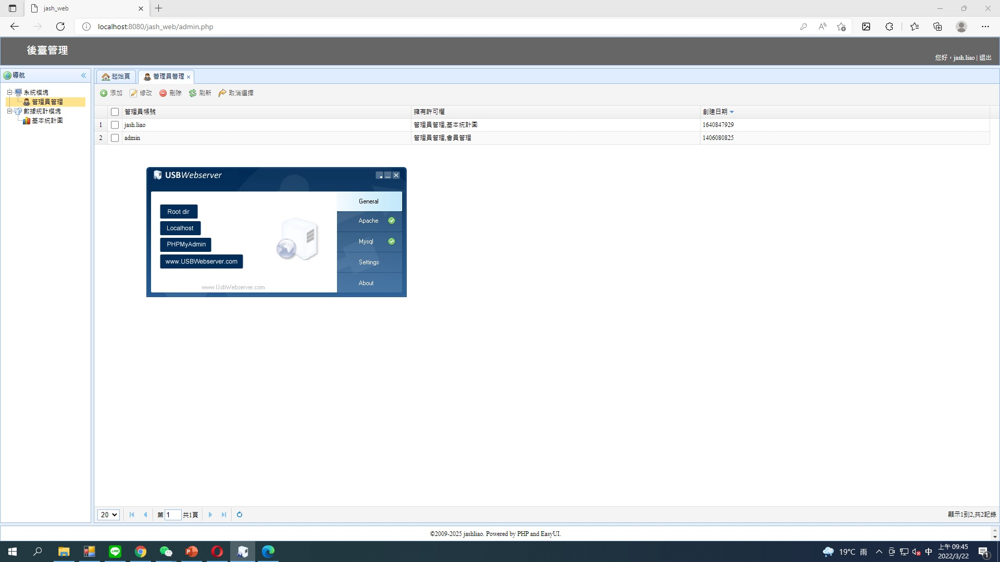 jash_web
localhost:8080/jash_web/admin.php
後臺管理
您好，jash.liao | 退出
導航
系統模塊
管理員管理
數據統計模塊
基本統計圖
起始頁
管理員管理
添加 修改 刪除 刷新 取消選擇
管理員帳號 擁有許可權 創建日期
1 jash.liao 管理員管理,基本統計圖 1640847929
2 admin 管理員管理,會員管理 1406080825
USBWebserver
Root dir
Localhost
PHPMyAdmin
www.USBWebserver.com
www.UsbWebserver.com
General
Apache
Mysql
Settings
About
20 第 1 共1頁
顯示1到2,共2記錄
©2009-2025 jashliao. Powered by PHP and EasyUI.
19°C 雨
中
上午 09:45
2022/3/22
1